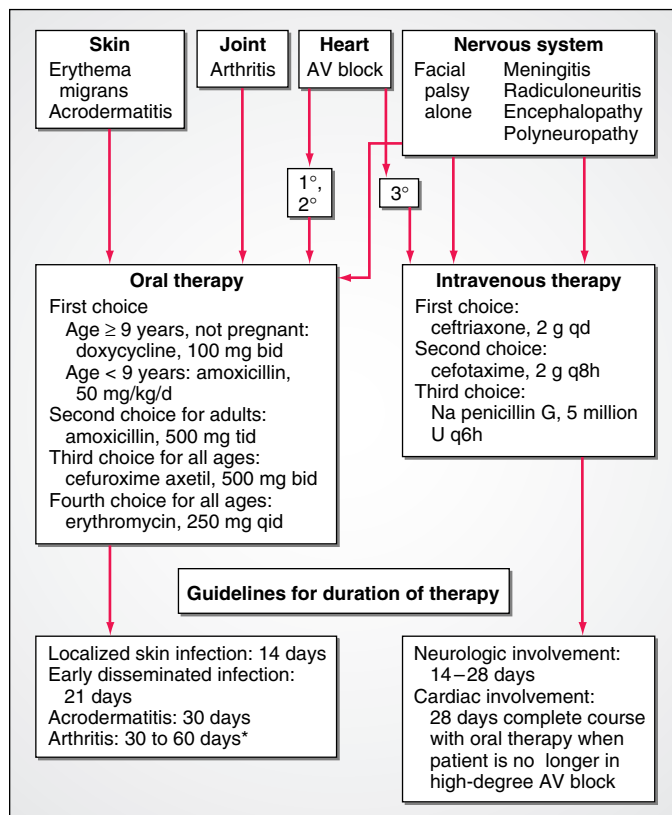 Skin
Erythema
migrans
Acrodermatitis
Joint
Arthritis
Heart
AV block
Nervous system
Facial
palsy
alone
Meningitis
Radiculoneuritis
Encephalopathy
Polyneuropathy
1°,
2°
3°
Oral therapy
First choice
Age ≥ 9 years, not pregnant:
doxycycline, 100 mg bid
Age < 9 years: amoxicillin,
50 mg/kg/d
Second choice for adults:
amoxicillin, 500 mg tid
Third choice for all ages:
cefuroxime axetil, 500 mg bid
Fourth choice for all ages:
erythromycin, 250 mg qid
Intravenous therapy
First choice:
ceftriaxone, 2 g qd
Second choice:
cefotaxime, 2 g q8h
Third choice:
Na penicillin G, 5 million
U q6h
Guidelines for duration of therapy
Localized skin infection: 14 days
Early disseminated infection:
21 days
Acrodermatitis: 30 days
Arthritis: 30 to 60 days*
Neurologic involvement:
14–28 days
Cardiac involvement:
28 days complete course
with oral therapy when
patient is no longer in
high-degree AV block